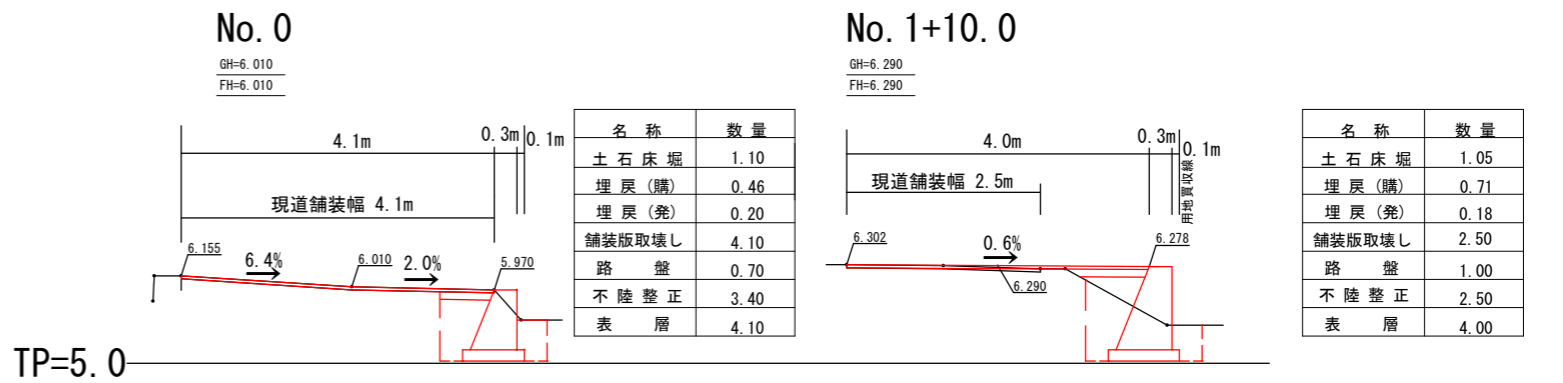 No. 0
GH=6. 010
FH=6. 010
4. 1m
0. 3m
0. 1m
現道舗装幅 4. 1m
6. 155
6. 4%
6. 010
2. 0%
5. 970
名 称 数 量
土 石 床 堀 1. 10
埋 戻 (購) 0. 46
埋 戻 (発) 0. 20
舗装版取壊し 4. 10
路 盤 0. 70
不 陸 整 正 3. 40
表 層 4. 10
No. 1+10. 0
GH=6. 290
FH=6. 290
4. 0m
0. 3m
0. 1m
用地買収線
現道舗装幅 2. 5m
6. 302
0. 6%
6. 278
6. 290
名 称 数 量
土 石 床 堀 1. 05
埋 戻 (購) 0. 71
埋 戻 (発) 0. 18
舗装版取壊し 2. 50
路 盤 1. 00
不 陸 整 正 2. 50
表 層 4. 00
TP=5. 0